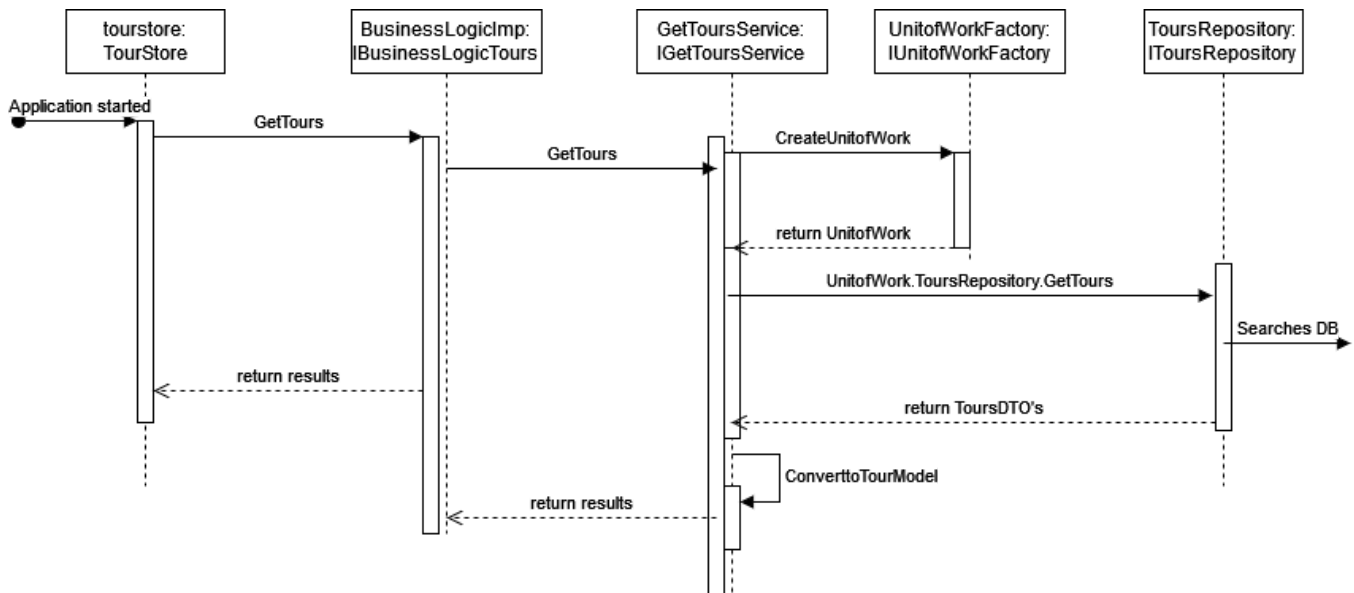 tourstore:
TourStore
BusinessLogicImp:
IBusinessLogicTours
GetToursService:
IGetToursService
UnitofWorkFactory:
IUnitofWorkFactory
ToursRepository:
IToursRepository
Application started
GetTours
CreateUnitofWork
GetTours
return UnitofWork
UnitofWork.ToursRepository.GetTours
Searches DB
return results
return ToursDTO's
ConverttoTourModel
return results